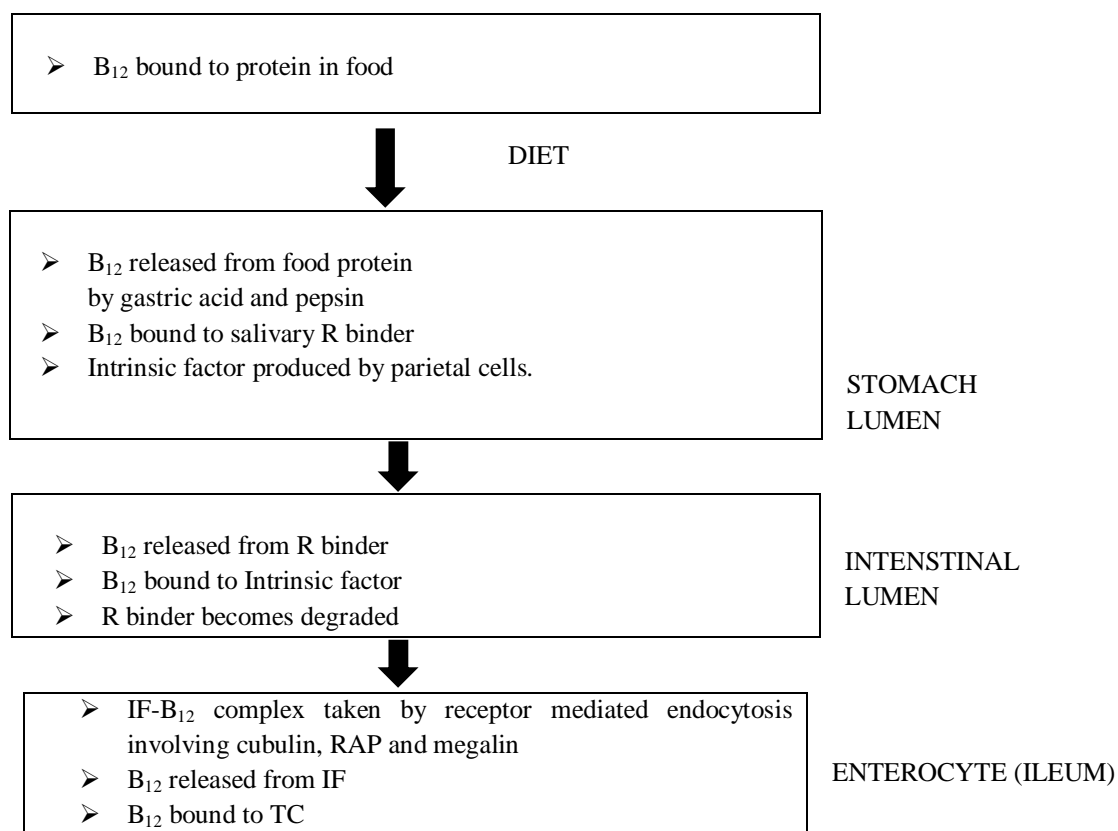 ➢ B₁₂ bound to protein in food
DIET
➢ B₁₂ released from food protein
by gastric acid and pepsin
➢ B₁₂ bound to salivary R binder
➢ Intrinsic factor produced by parietal cells.
STOMACH
LUMEN
➢ B₁₂ released from R binder
➢ B₁₂ bound to Intrinsic factor
➢ R binder becomes degraded
INTENSTINAL
LUMEN
➢ IF-B₁₂ complex taken by receptor mediated endocytosis
involving cubulin, RAP and megalin
➢ B₁₂ released from IF
➢ B₁₂ bound to TC
ENTEROCYTE (ILEUM)